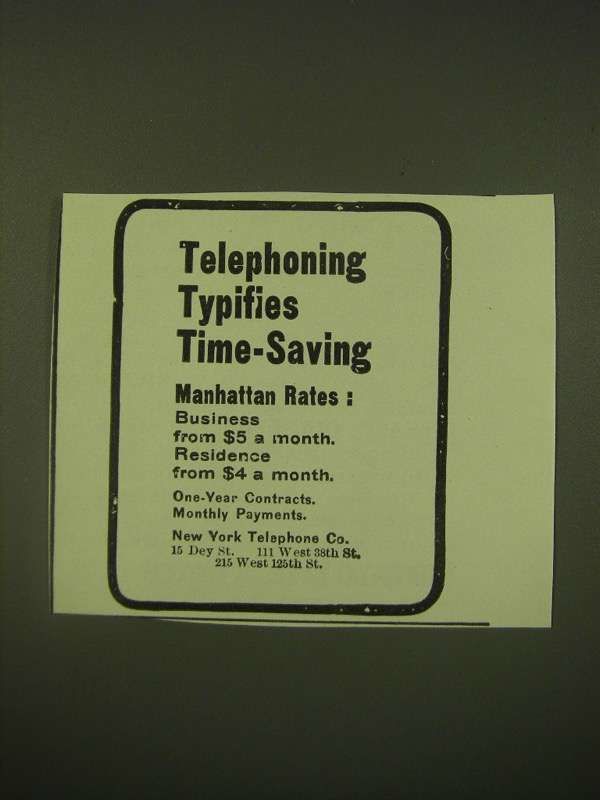 Telephoning
Typifies
Time-Saving
Manhattan Rates :
Business
from $5 a month.
Residence
from $4 a month.
One-Year Contracts.
Monthly Payments.
New York Telephone Co.
15 Dey St. 111 West 38th St.
215 West 125th St.